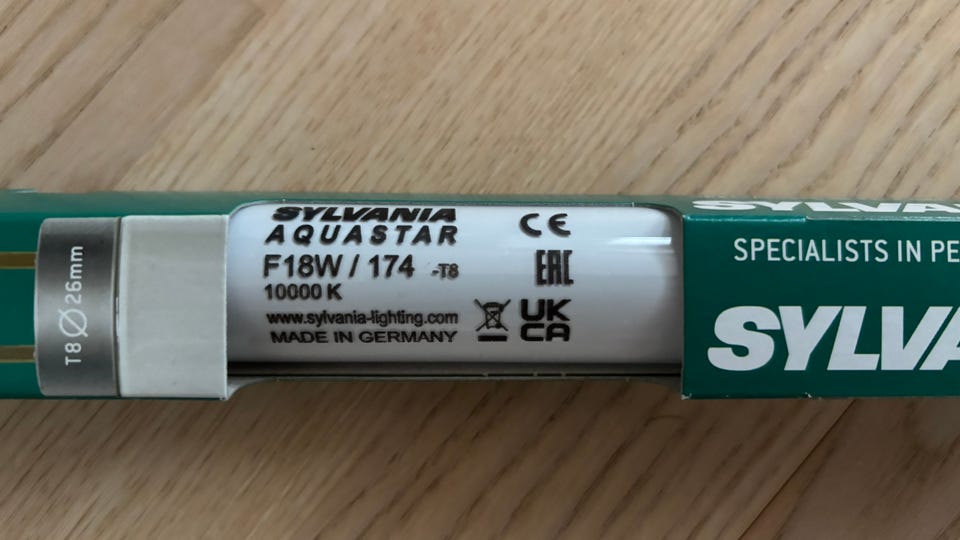 T8 Ø 26mm
SYLVANIA
AQUASTAR
F18W / 174 -T8
10000 K
www.sylvania-lighting.com
MADE IN GERMANY
CE
EAC
UK
CA
SYLVANIA
SPECIALISTS IN PE
SYLVA